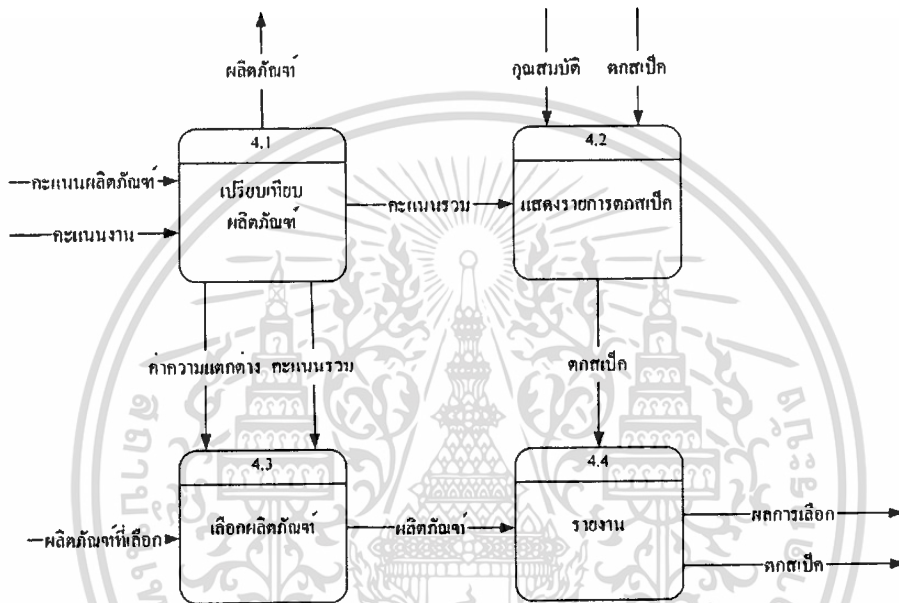 ผลิตภัณฑ์
คุณสมบัติ ตกสเป็ค
4.1
4.2
คะแนนผลิตภัณฑ์
คะแนนงาน
เปรียบเทียบ
ผลิตภัณฑ์
คะแนนรวม
แสดงรายการตกสเป็ค
ค่าความแตกต่าง คะแนนรวม
ตกสเป็ค
4.3
4.4
ผลิตภัณฑ์ที่เลือก
เลือกผลิตภัณฑ์
ผลิตภัณฑ์
รายงาน
ผลการเลือก
ตกสเป็ค